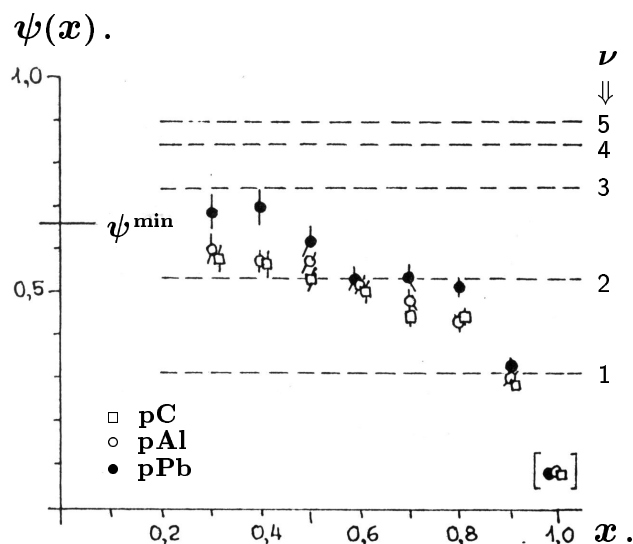 ψ(x).
1,0
ν
⇓
5
4
3
ψmin
2
0,5
1
□ pC
○ pAl
● pPb
0,2 0,4 0,6 0,8 1,0 x.